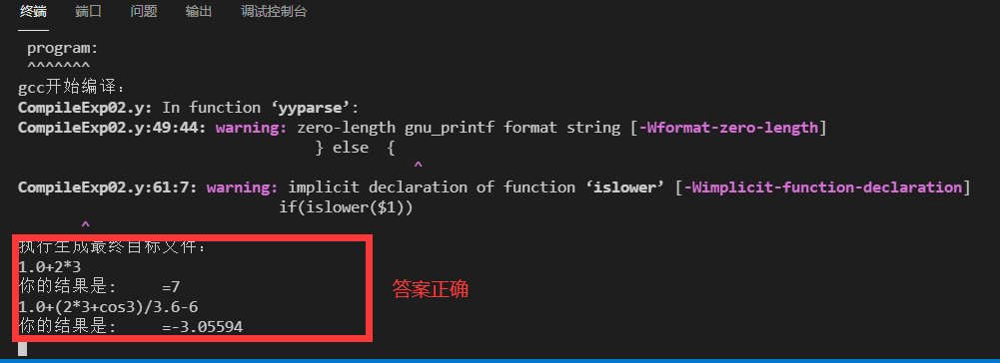 终端 端口 问题 输出 调试控制台
program:
^^^^^^^
gcc开始编译:
CompileExp02.y: In function ‘yyparse’:
CompileExp02.y:49:44: warning: zero-length gnu_printf format string [-Wformat-zero-length]
} else {
^
CompileExp02.y:61:7: warning: implicit declaration of function ‘islower’ [-Wimplicit-function-declaration]
if(islower($1))
^
执行生成最终目标文件:
1.0+2*3
你的结果是: =7
答案正确
1.0+(2*3+cos3)/3.6-6
你的结果是: =-3.05594